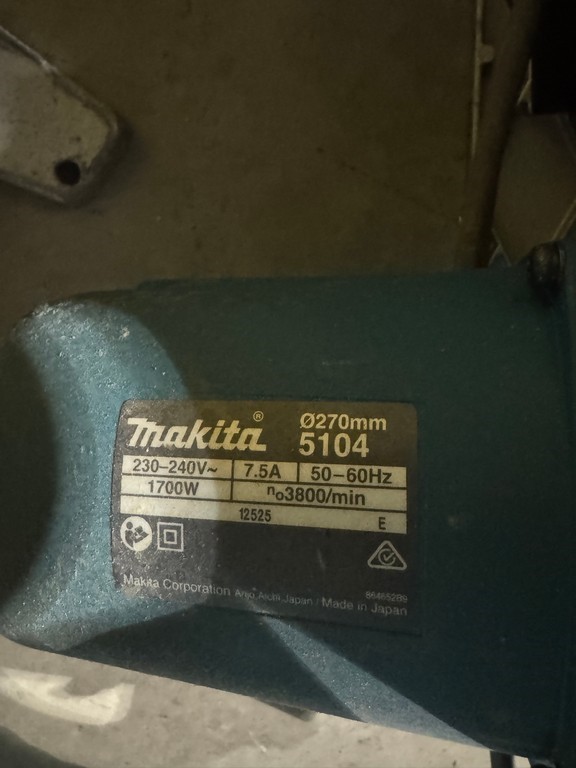 makita® Ø270mm
5104
230-240V~ 7.5A 50-60Hz
1700W n₀3800/min
12525 E
Makita Corporation Anjo, Aichi, Japan / Made in Japan